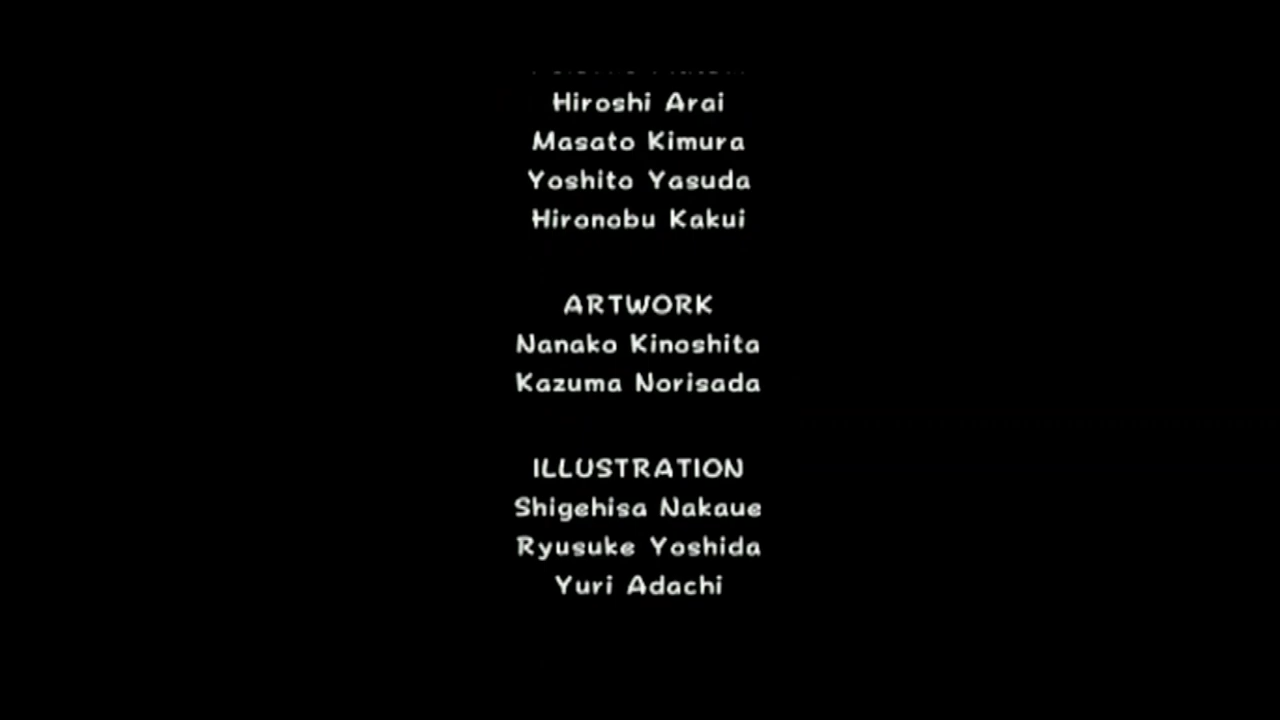 Hiroshi Arai
Masato Kimura
Yoshito Yasuda
Hironobu Kakui
ARTWORK
Nanako Kinoshita
Kazuma Norisada
ILLUSTRATION
Shigehisa Nakaue
Ryusuke Yoshida
Yuri Adachi